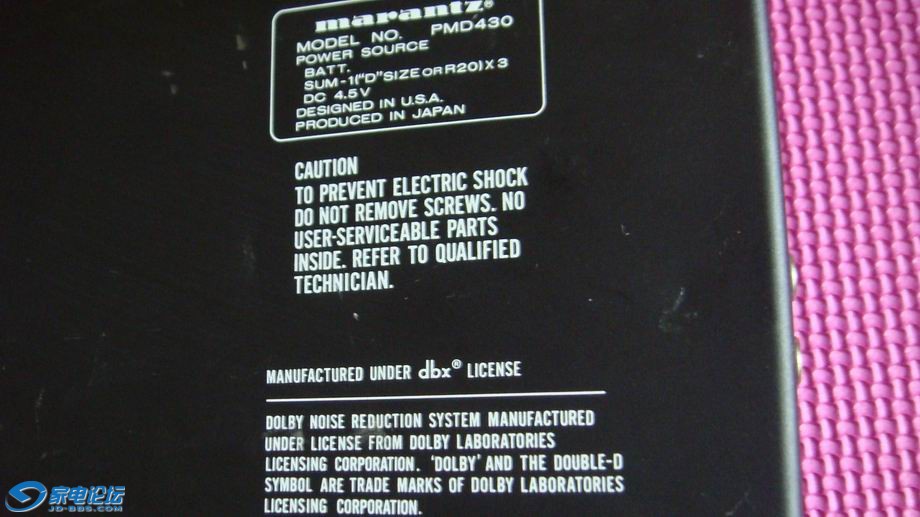 marantz®
MODEL NO. PMD430
POWER SOURCE
BATT.
SUM-1("D"SIZE OR R20) X 3
DC 4.5V
DESIGNED IN U.S.A.
PRODUCED IN JAPAN
CAUTION
TO PREVENT ELECTRIC SHOCK
DO NOT REMOVE SCREWS. NO
USER-SERVICEABLE PARTS
INSIDE. REFER TO QUALIFIED
TECHNICIAN.
MANUFACTURED UNDER dbx® LICENSE
DOLBY NOISE REDUCTION SYSTEM MANUFACTURED
UNDER LICENSE FROM DOLBY LABORATORIES
LICENSING CORPORATION. 'DOLBY' AND THE DOUBLE-D
SYMBOL ARE TRADE MARKS OF DOLBY LABORATORIES
LICENSING CORPORATION.
家电论坛
JD-BBS.COM